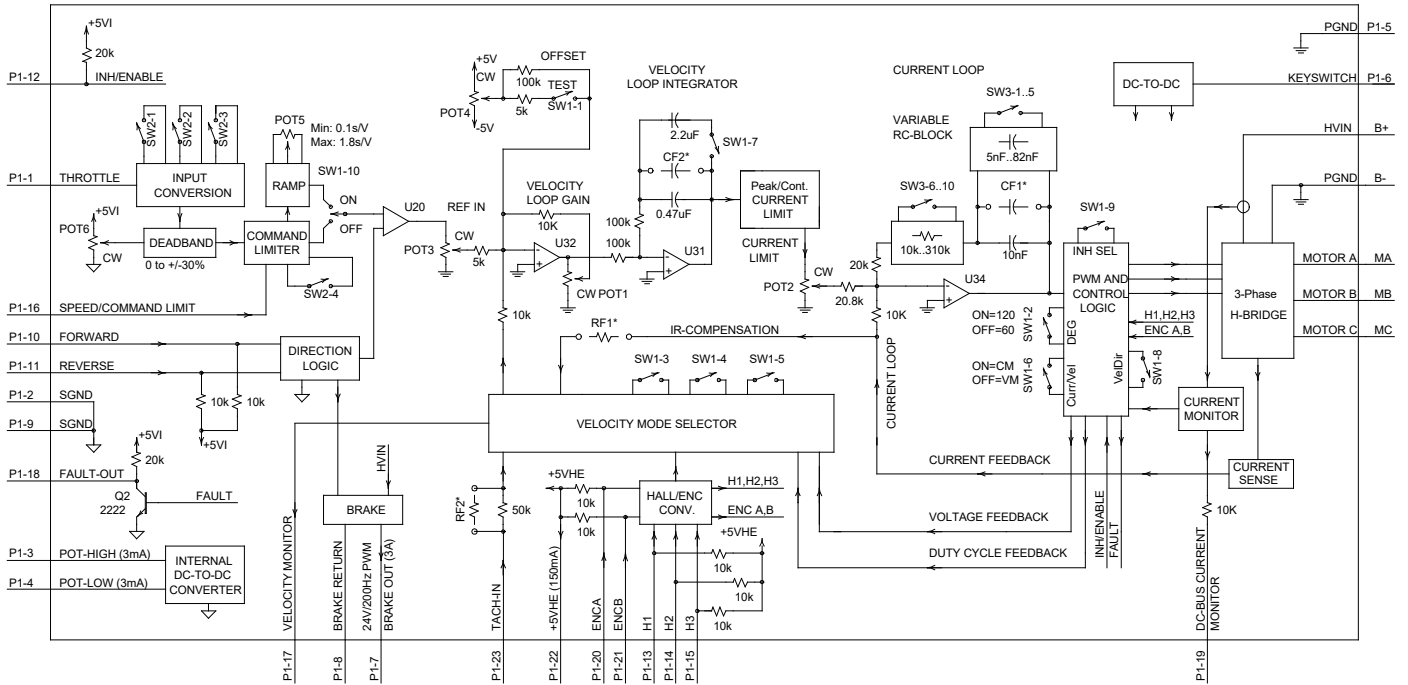 +5VI
20k
P1-12 INH/ENABLE
SW2-1
SW2-2
SW2-3
POT5
Min: 0.1s/V
Max: 1.8s/V
P1-1 THROTTLE
INPUT
CONVERSION
RAMP
SW1-10
ON
OFF
+5VI
POT6
CW
DEADBAND
0 to +/-30%
COMMAND
LIMITER
SW2-4
U20
REF IN
CW
POT3
5k
P1-16 SPEED/COMMAND LIMIT
P1-10 FORWARD
P1-11 REVERSE
P1-2 SGND
P1-9 SGND
10k
10k
+5VI
DIRECTION
LOGIC
+5VI
20k
P1-18 FAULT-OUT
Q2
2222
FAULT
HVIN
BRAKE
P1-3 POT-HIGH (3mA)
P1-4 POT-LOW (3mA)
INTERNAL
DC-TO-DC
CONVERTER
+5V
CW
POT4
-5V
OFFSET
100k
TEST
5k
SW1-1
VELOCITY
LOOP GAIN
10K
U32
CW POT1
10k
VELOCITY
LOOP INTEGRATOR
2.2uF
SW1-7
CF2*
0.47uF
100k
100k
U31
Peak/Cont.
CURRENT
LIMIT
CURRENT
LIMIT
CW
POT2
20.8k
20k
10K
CURRENT LOOP
VARIABLE
RC-BLOCK
SW3-1..5
5nF..82nF
SW3-6..10
10k..310k
CF1*
10nF
U34
RF1*
IR-COMPENSATION
SW1-3
SW1-4
SW1-5
VELOCITY MODE SELECTOR
CURRENT LOOP
SW1-9
INH SEL
PWM AND
CONTROL
LOGIC
ON=120
OFF=60
SW1-2
DEG
ON=CM
OFF=VM
SW1-6
Curr/Vel
VelDir
SW1-8
H1,H2,H3
ENC A,B
DC-TO-DC
PGND P1-5
KEYSWITCH P1-6
HVIN B+
PGND B-
3-Phase
H-BRIDGE
MOTOR A MA
MOTOR B MB
MOTOR C MC
CURRENT
MONITOR
CURRENT
SENSE
10K
CURRENT FEEDBACK
VOLTAGE FEEDBACK
DUTY CYCLE FEEDBACK
INH/ENABLE
FAULT
RF2*
50k
+5VHE
10k
10k
HALL/ENC
CONV.
H1,H2,H3
ENC A,B
+5VHE
10k
10k
10k
VELOCITY MONITOR
BRAKE RETURN
24V/200Hz PWM
BRAKE OUT (3A)
TACH-IN
+5VHE (150mA)
ENCA
ENCB
H1
H2
H3
DC-BUS CURRENT
MONITOR
P1-17
P1-8
P1-7
P1-23
P1-22
P1-20
P1-21
P1-13
P1-14
P1-15
P1-19